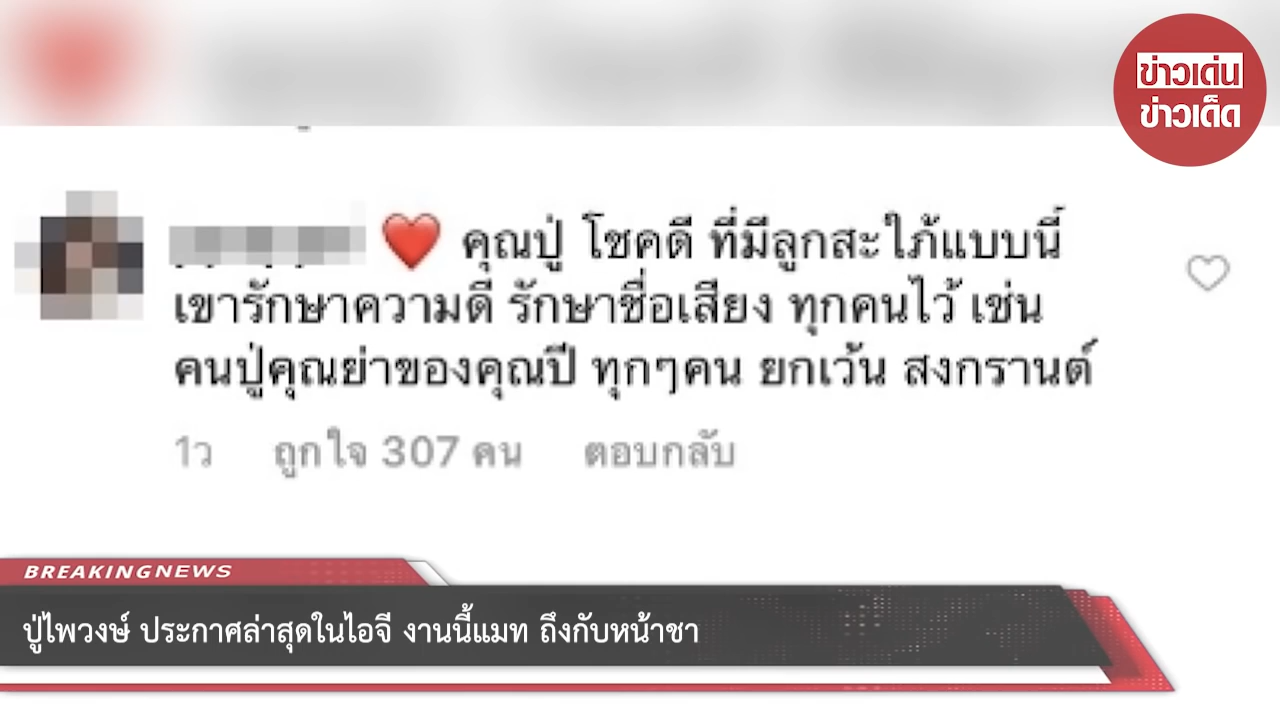 ข่าวเด่น
ข่าวเด็ด
คุณปู่ โชคดี ที่มีลูกสะใภ้แบบนี้
เขารักษาความดี รักษาชื่อเสียง ทุกคนไว้ เช่น
คนปู่คุณย่าของคุณปี ทุกๆคน ยกเว้น สงกรานต์
1ว ถูกใจ 307 คน ตอบกลับ
BREAKINGNEWS
ปู่ไพวงษ์ ประกาศล่าสุดในไอจี งานนี้แมท ถึงกับหน้าชา